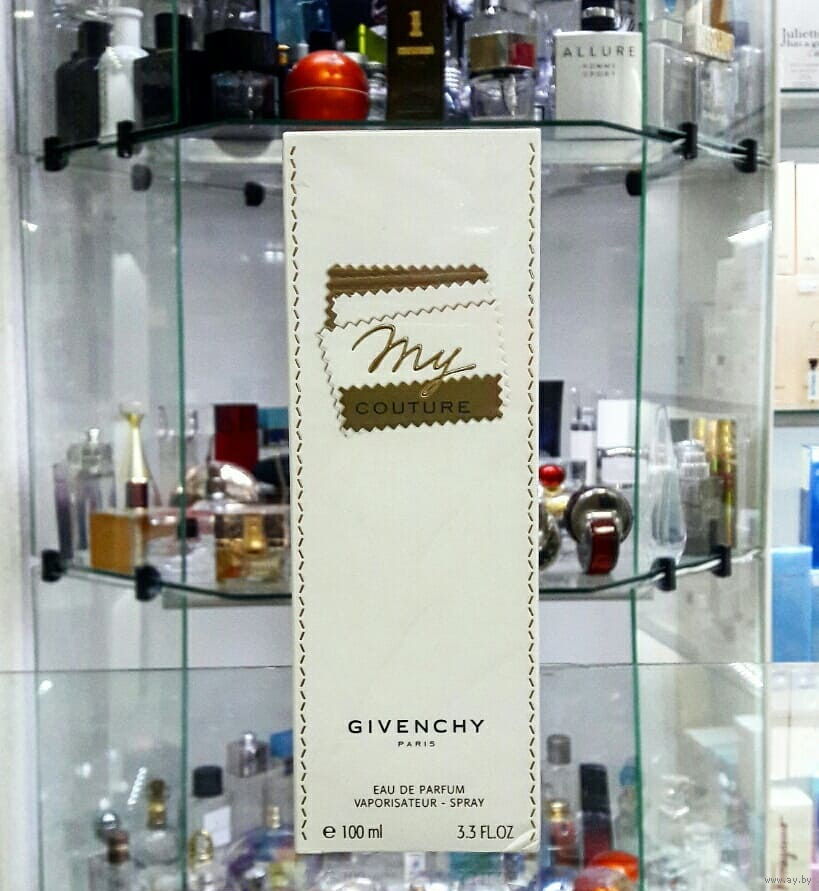 1
ALLURE
HOMME
SPORT
Juliette
has a g
my
COUTURE
GIVENCHY
PARIS
EAU DE PARFUM
VAPORISATEUR - SPRAY
e 100 ml 3.3 FL.OZ
www.ay.by